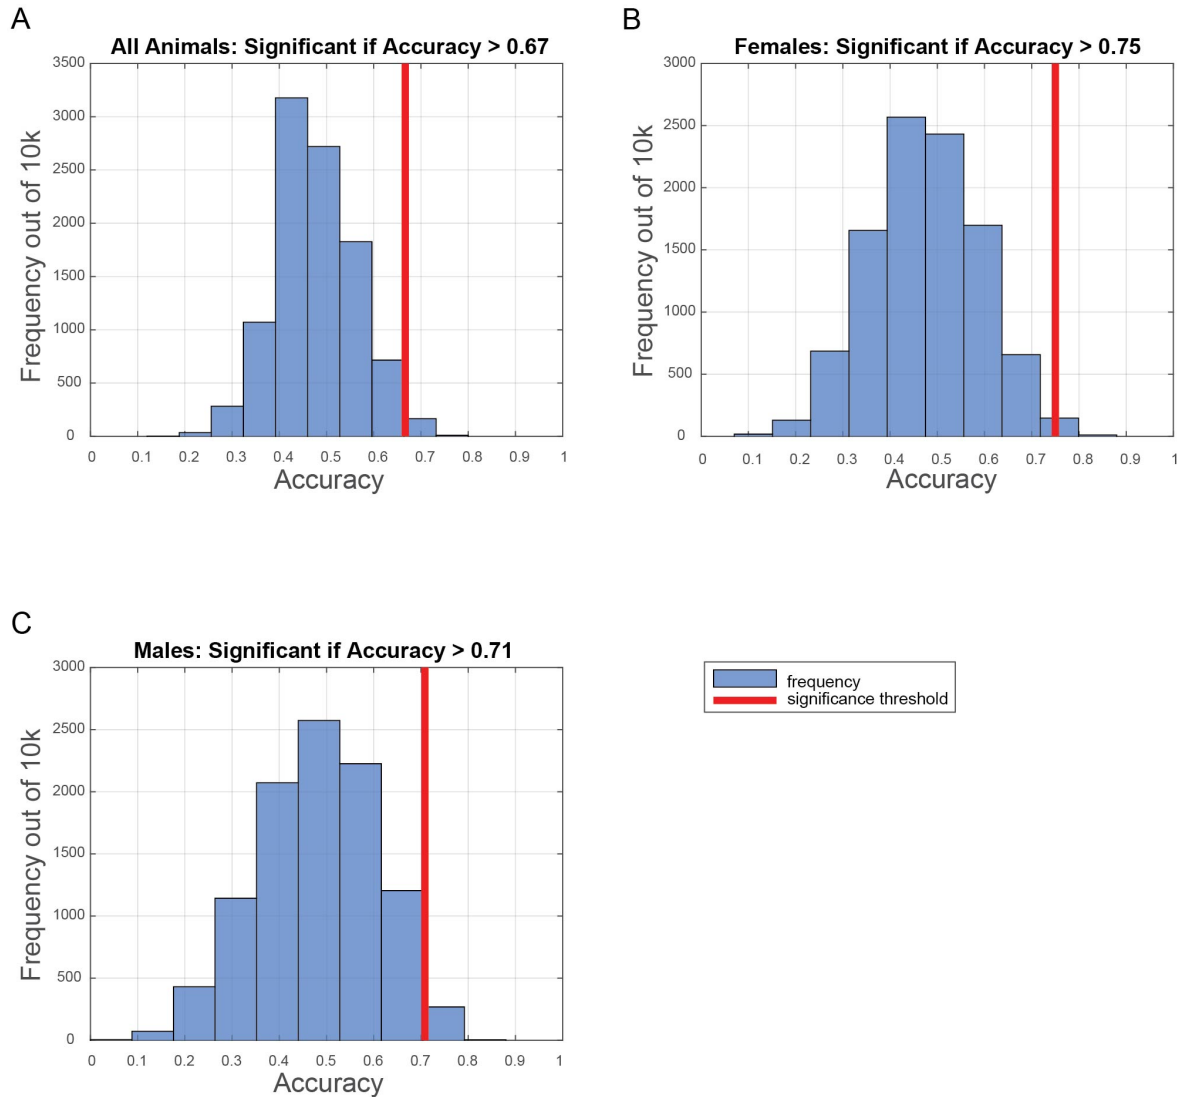 A
All Animals: Significant if Accuracy > 0.67
3500
3000
2500
2000
1500
1000
500
0
Frequency out of 10k
0 0.1 0.2 0.3 0.4 0.5 0.6 0.7 0.8 0.9 1
Accuracy
B
Females: Significant if Accuracy > 0.75
3000
2500
2000
1500
1000
500
0
Frequency out of 10k
0 0.1 0.2 0.3 0.4 0.5 0.6 0.7 0.8 0.9 1
Accuracy
C
Males: Significant if Accuracy > 0.71
3000
2500
2000
1500
1000
500
0
Frequency out of 10k
0 0.1 0.2 0.3 0.4 0.5 0.6 0.7 0.8 0.9 1
Accuracy
frequency
significance threshold